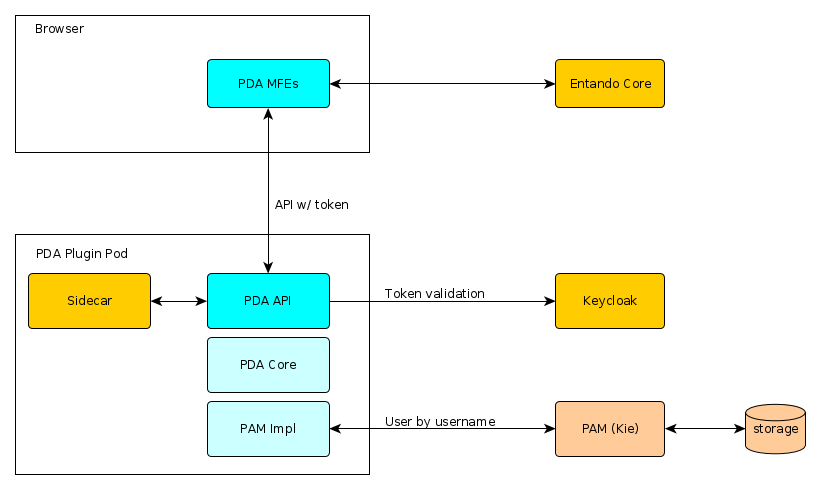 Browser
PDA MFEs
Entando Core
API w/ token
PDA Plugin Pod
Sidecar
PDA API
Token validation
Keycloak
PDA Core
PAM Impl
User by username
PAM (Kie)
storage